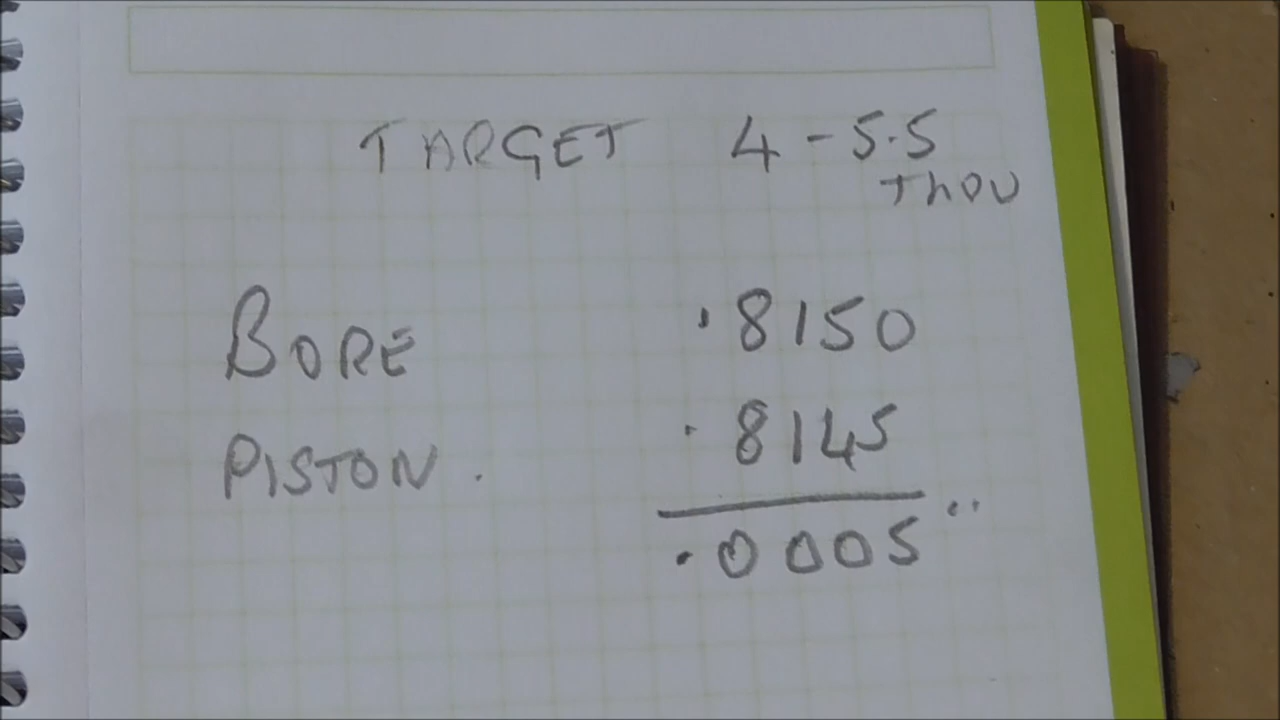 TARGET 4-5.5
THOU
BORE .8150
PISTON. .8145
.0005"